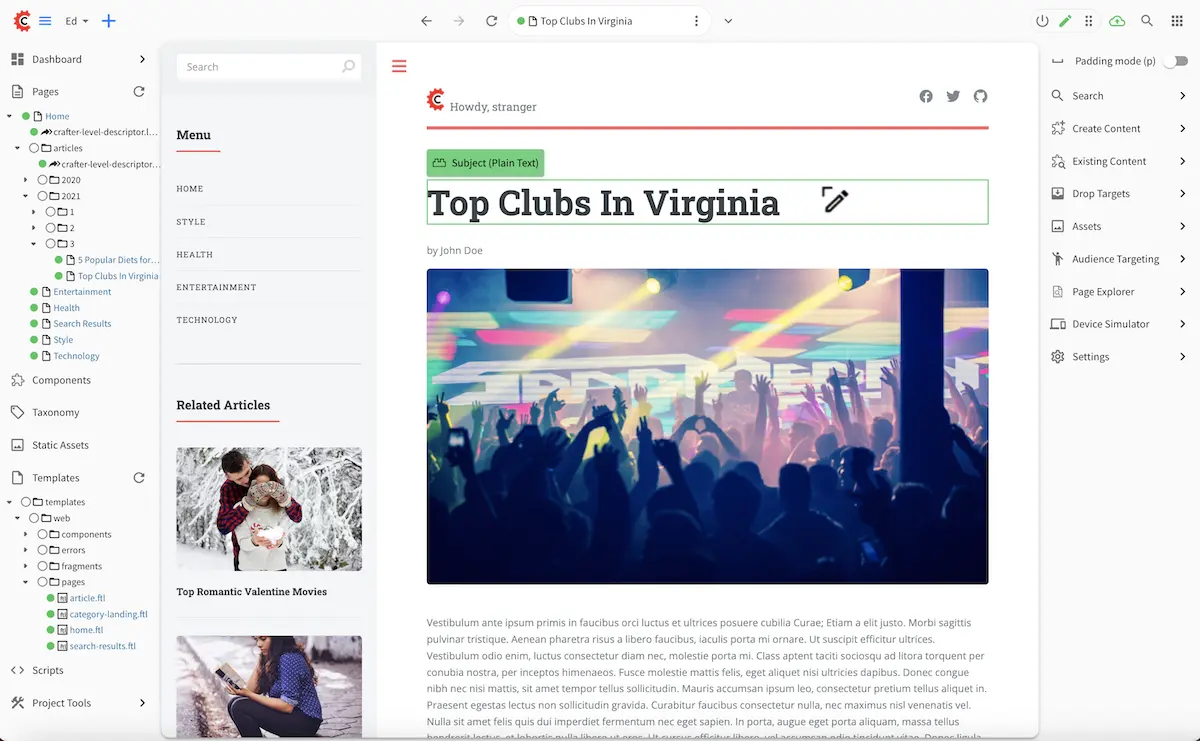 Ed
Top Clubs In Virginia
Dashboard
Pages
Home
crafter-level-descriptor.l...
articles
crafter-level-descriptor...
2020
2021
1
2
3
5 Popular Diets for...
Top Clubs In Virginia
Entertainment
Health
Search Results
Style
Technology
Components
Taxonomy
Static Assets
Templates
templates
web
components
errors
fragments
pages
article.ftl
category-landing.ftl
home.ftl
search-results.ftl
Scripts
Project Tools
Search
Menu
HOME
STYLE
HEALTH
ENTERTAINMENT
TECHNOLOGY
Related Articles
Top Romantic Valentine Movies
Howdy, stranger
Subject (Plain Text)
Top Clubs In Virginia
by John Doe
Vestibulum ante ipsum primis in faucibus orci luctus et ultrices posuere cubilia Curae; Etiam a elit justo. Morbi sagittis
pulvinar tristique. Aenean pharetra risus a libero faucibus, iaculis porta mi ornare. Ut suscipit efficitur ultrices.
Vestibulum odio enim, luctus consectetur diam nec, molestie porta mi. Class aptent taciti sociosqu ad litora torquent per
conubia nostra, per inceptos himenaeos. Fusce molestie mattis felis, eget aliquet nisi ultricies dapibus. Donec congue
nibh nec nisi mattis, sit amet tempor tellus sollicitudin. Mauris accumsan ipsum leo, consectetur pretium tellus aliquet in.
Praesent egestas lectus non sollicitudin gravida. Curabitur faucibus consectetur nulla, nec maximus nisl venenatis vel.
Nulla sit amet felis quis dui imperdiet fermentum nec eget sapien. In porta, augue eget porta aliquam, massa tellus
Padding mode (p)
Search
Create Content
Existing Content
Drop Targets
Assets
Audience Targeting
Page Explorer
Device Simulator
Settings